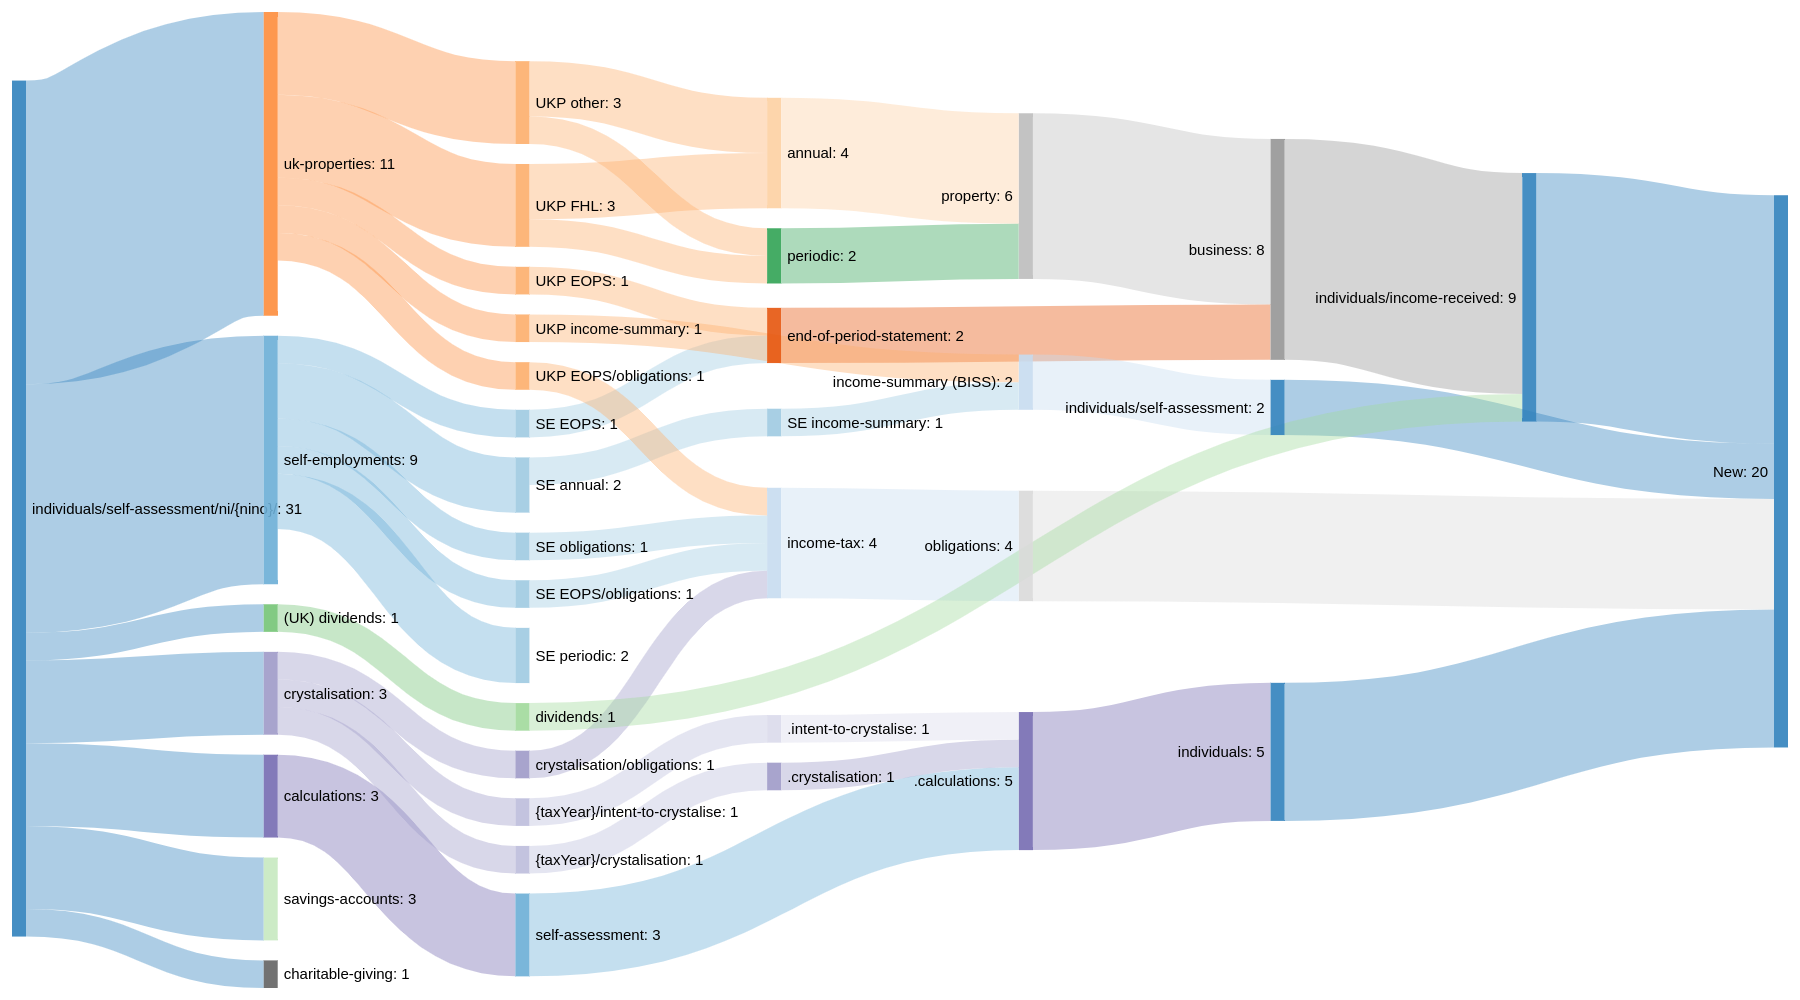 individuals/self-assessment/ni/{nino}/: 31
uk-properties: 11
self-employments: 9
(UK) dividends: 1
crystalisation: 3
calculations: 3
savings-accounts: 3
charitable-giving: 1
UKP other: 3
UKP FHL: 3
UKP EOPS: 1
UKP income-summary: 1
UKP EOPS/obligations: 1
SE EOPS: 1
SE annual: 2
SE obligations: 1
SE EOPS/obligations: 1
SE periodic: 2
dividends: 1
crystalisation/obligations: 1
{taxYear}/intent-to-crystalise: 1
{taxYear}/crystalisation: 1
self-assessment: 3
annual: 4
periodic: 2
end-of-period-statement: 2
SE income-summary: 1
income-tax: 4
.intent-to-crystalise: 1
.crystalisation: 1
property: 6
income-summary (BISS): 2
obligations: 4
.calculations: 5
business: 8
individuals/self-assessment: 2
individuals: 5
individuals/income-received: 9
New: 20